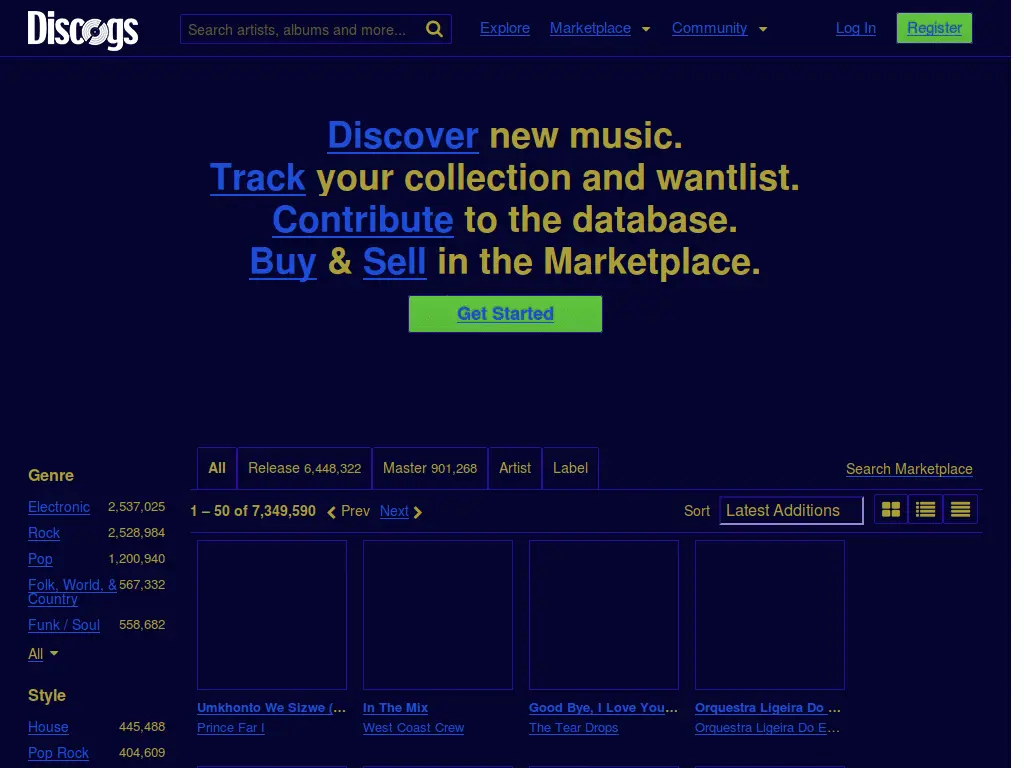 Discogs
Search artists, albums and more...
Explore
Marketplace
Community
Log In
Register
Discover new music.
Track your collection and wantlist.
Contribute to the database.
Buy & Sell in the Marketplace.
Get Started
All
Release 6,448,322
Master 901,268
Artist
Label
Search Marketplace
1 – 50 of 7,349,590
Prev
Next
Sort
Latest Additions
Genre
Electronic 2,537,025
Rock 2,528,984
Pop 1,200,940
Folk, World, & 567,332
Country
Funk / Soul 558,682
All
Style
House 445,488
Pop Rock 404,609
Umkhonto We Sizwe (...
Prince Far I
In The Mix
West Coast Crew
Good Bye, I Love You...
The Tear Drops
Orquestra Ligeira Do ...
Orquestra Ligeira Do E...